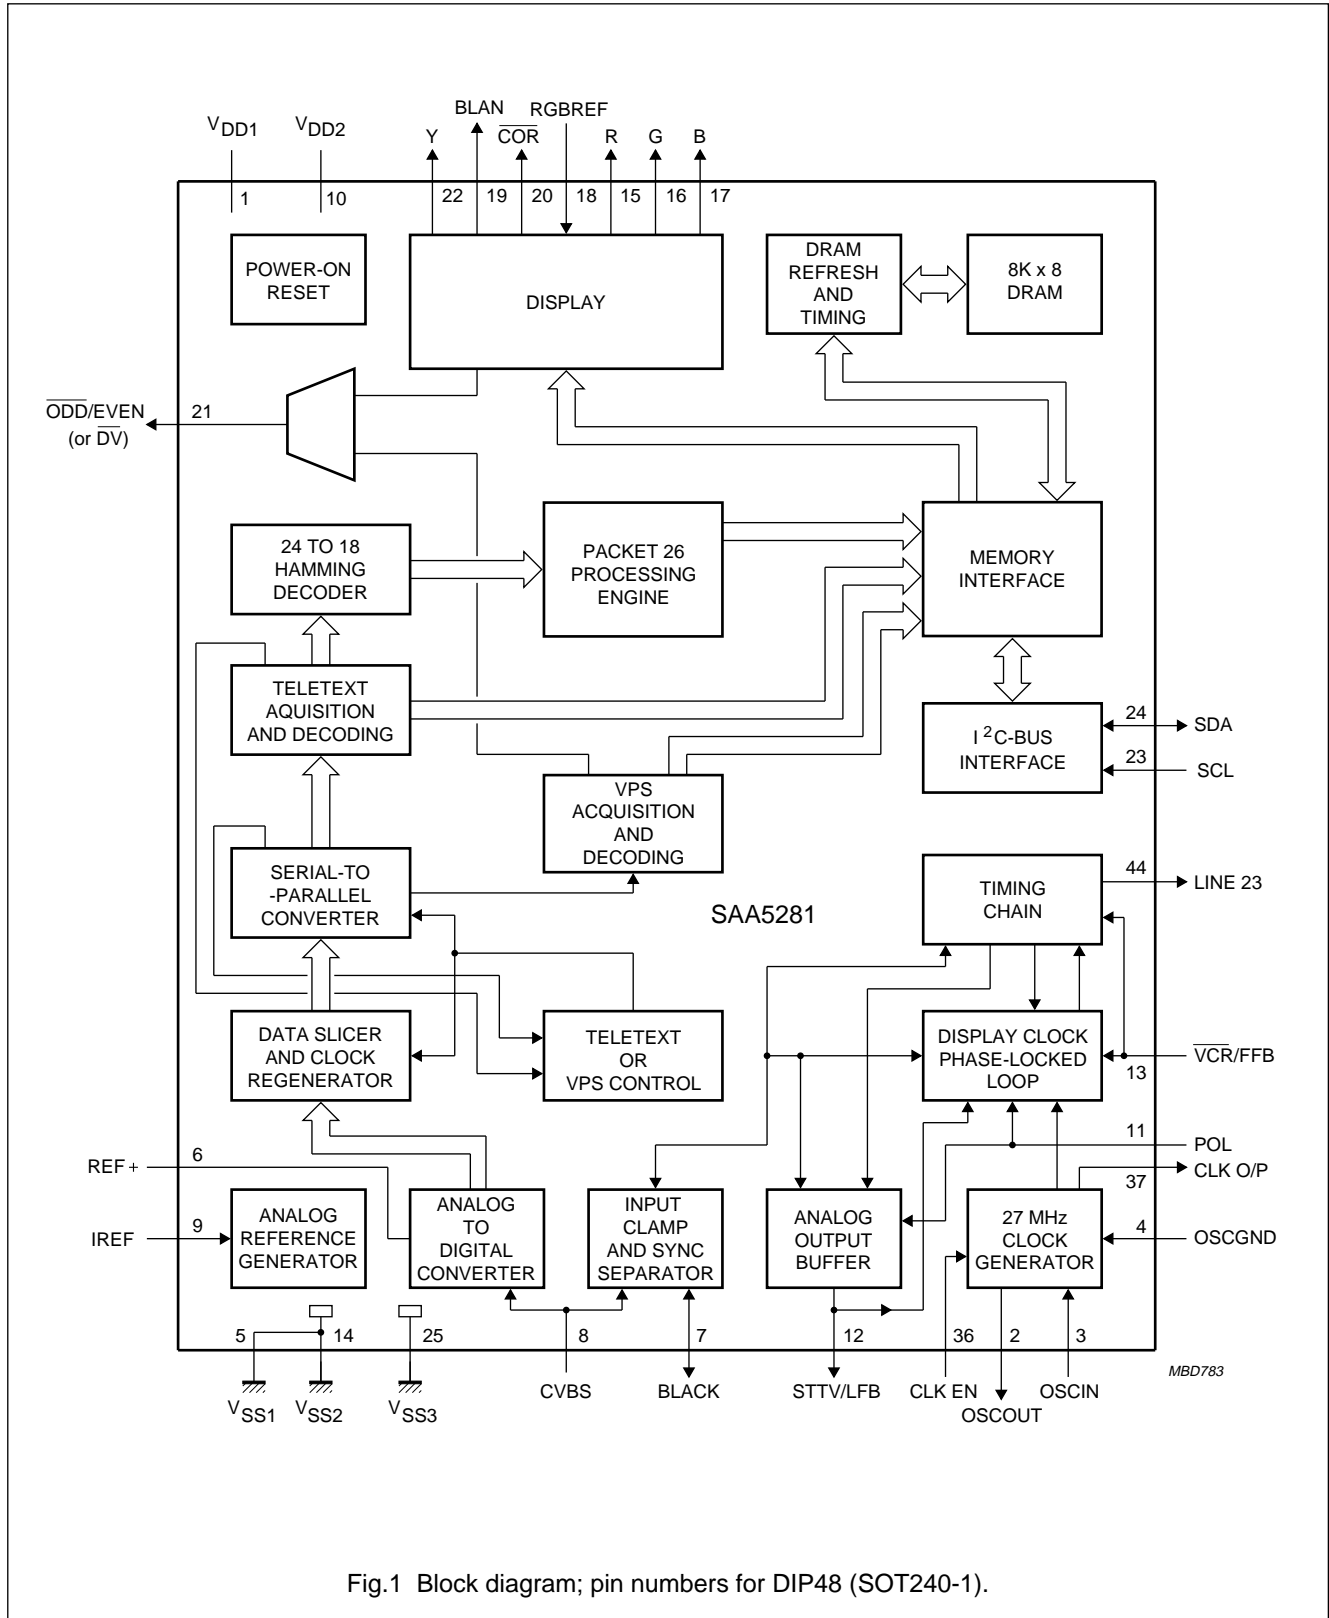 BLAN RGBREF
VDD1 VDD2 Y COR R G B
1 10 22 19 20 18 15 16 17
POWER-ON
RESET
DISPLAY
DRAM
REFRESH
AND
TIMING
8K x 8
DRAM
ODD/EVEN
(or DV)
21
24 TO 18
HAMMING
DECODER
PACKET 26
PROCESSING
ENGINE
MEMORY
INTERFACE
TELETEXT
AQUISITION
AND DECODING
I2C-BUS
INTERFACE
24 SDA
23 SCL
VPS
ACQUISITION
AND
DECODING
SERIAL-TO
-PARALLEL
CONVERTER
SAA5281
TIMING
CHAIN
44 LINE 23
DATA SLICER
AND CLOCK
REGENERATOR
TELETEXT
OR
VPS CONTROL
DISPLAY CLOCK
PHASE-LOCKED
LOOP
VCR/FFB
13
11 POL
CLK O/P
37
REF+ 6
IREF 9
ANALOG
REFERENCE
GENERATOR
ANALOG
TO
DIGITAL
CONVERTER
INPUT
CLAMP
AND SYNC
SEPARATOR
ANALOG
OUTPUT
BUFFER
27 MHz
CLOCK
GENERATOR
4 OSCGND
5 14 25 8 7 12 36 2 3
MBD783
VSS1 VSS2 VSS3 CVBS BLACK STTV/LFB CLK EN OSCIN
OSCOUT
Fig.1 Block diagram; pin numbers for DIP48 (SOT240-1).